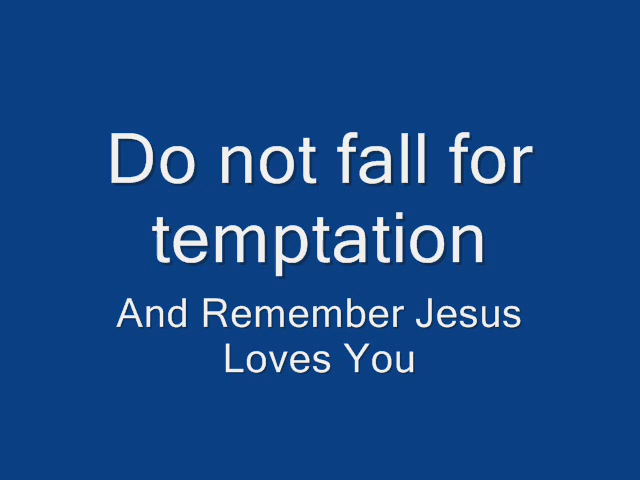 Do not fall for
temptation
And Remember Jesus
Loves You